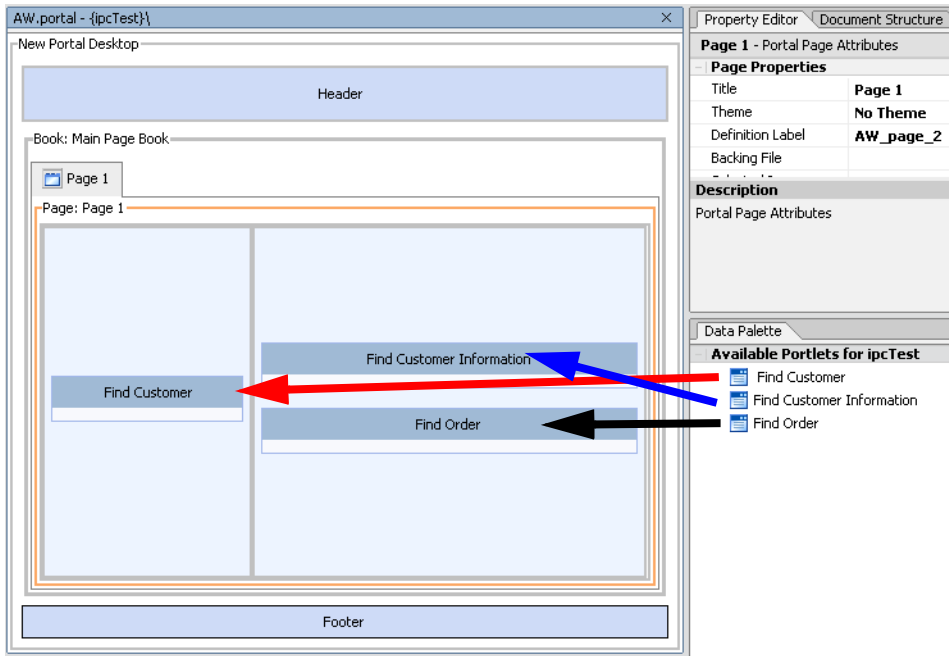 AW.portal - {ipcTest}\
New Portal Desktop
Header
Book: Main Page Book
Page 1
Page: Page 1
Find Customer
Find Customer Information
Find Order
Footer
Property Editor
Document Structure
Page 1 - Portal Page Attributes
Page Properties
Title Page 1
Theme No Theme
Definition Label AW_page_2
Backing File
Description
Portal Page Attributes
Data Palette
Available Portlets for ipcTest
Find Customer
Find Customer Information
Find Order